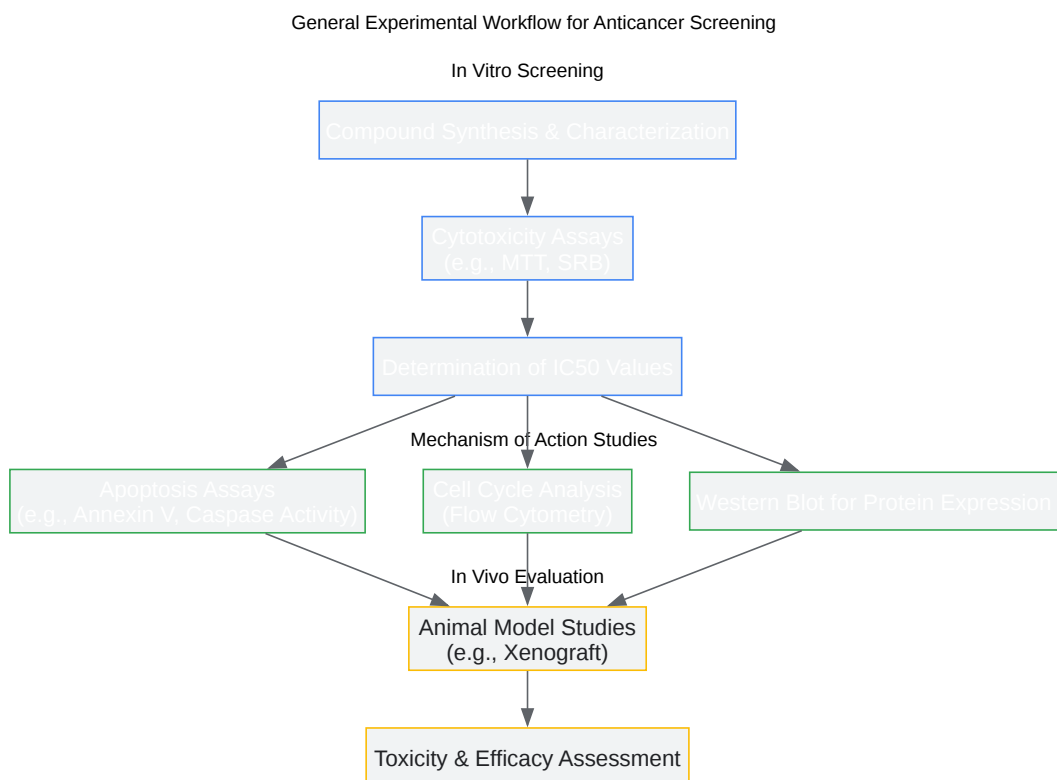 General Experimental Workflow for Anticancer Screening
In Vitro Screening
Compound Synthesis & Characterization
Cytotoxicity Assays
(e.g., MTT, SRB)
Determination of IC50 Values
Mechanism of Action Studies
Apoptosis Assays
(e.g., Annexin V, Caspase Activity)
Cell Cycle Analysis
(Flow Cytometry)
Western Blot for Protein Expression
In Vivo Evaluation
Animal Model Studies
(e.g., Xenograft)
Toxicity & Efficacy Assessment